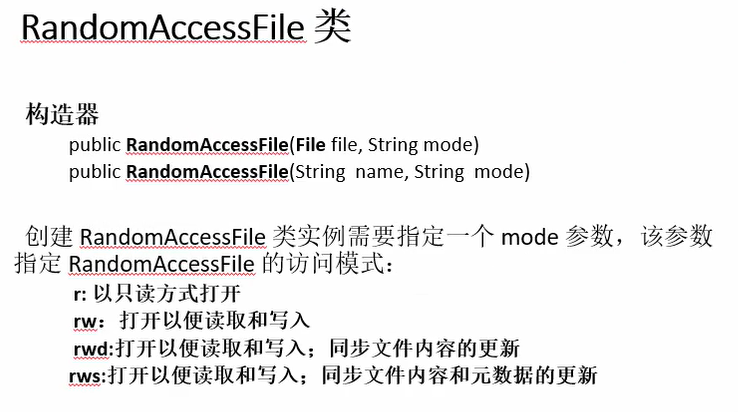 RandomAccessFile 类
构造器
public RandomAccessFile(File file, String mode)
public RandomAccessFile(String name, String mode)
创建 RandomAccessFile 类实例需要指定一个 mode 参数，该参数
指定 RandomAccessFile 的访问模式：
r: 以只读方式打开
rw：打开以便读取和写入
rwd:打开以便读取和写入；同步文件内容的更新
rws:打开以便读取和写入；同步文件内容和元数据的更新